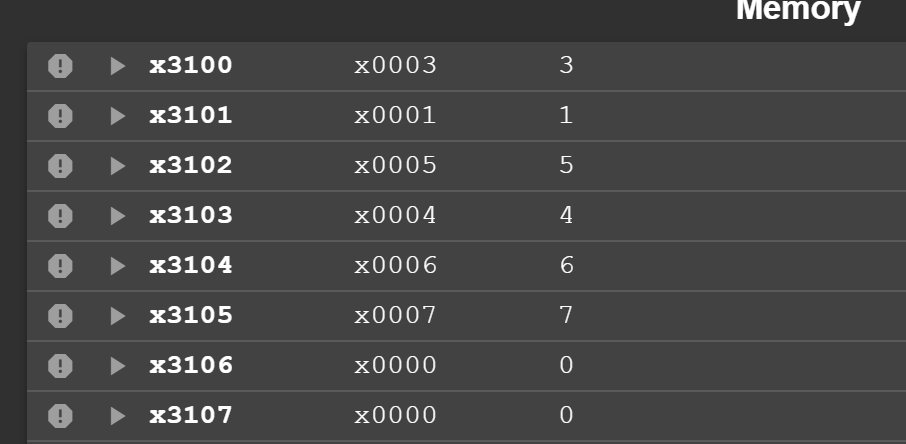 Memory
x3100 x0003 3
x3101 x0001 1
x3102 x0005 5
x3103 x0004 4
x3104 x0006 6
x3105 x0007 7
x3106 x0000 0
x3107 x0000 0